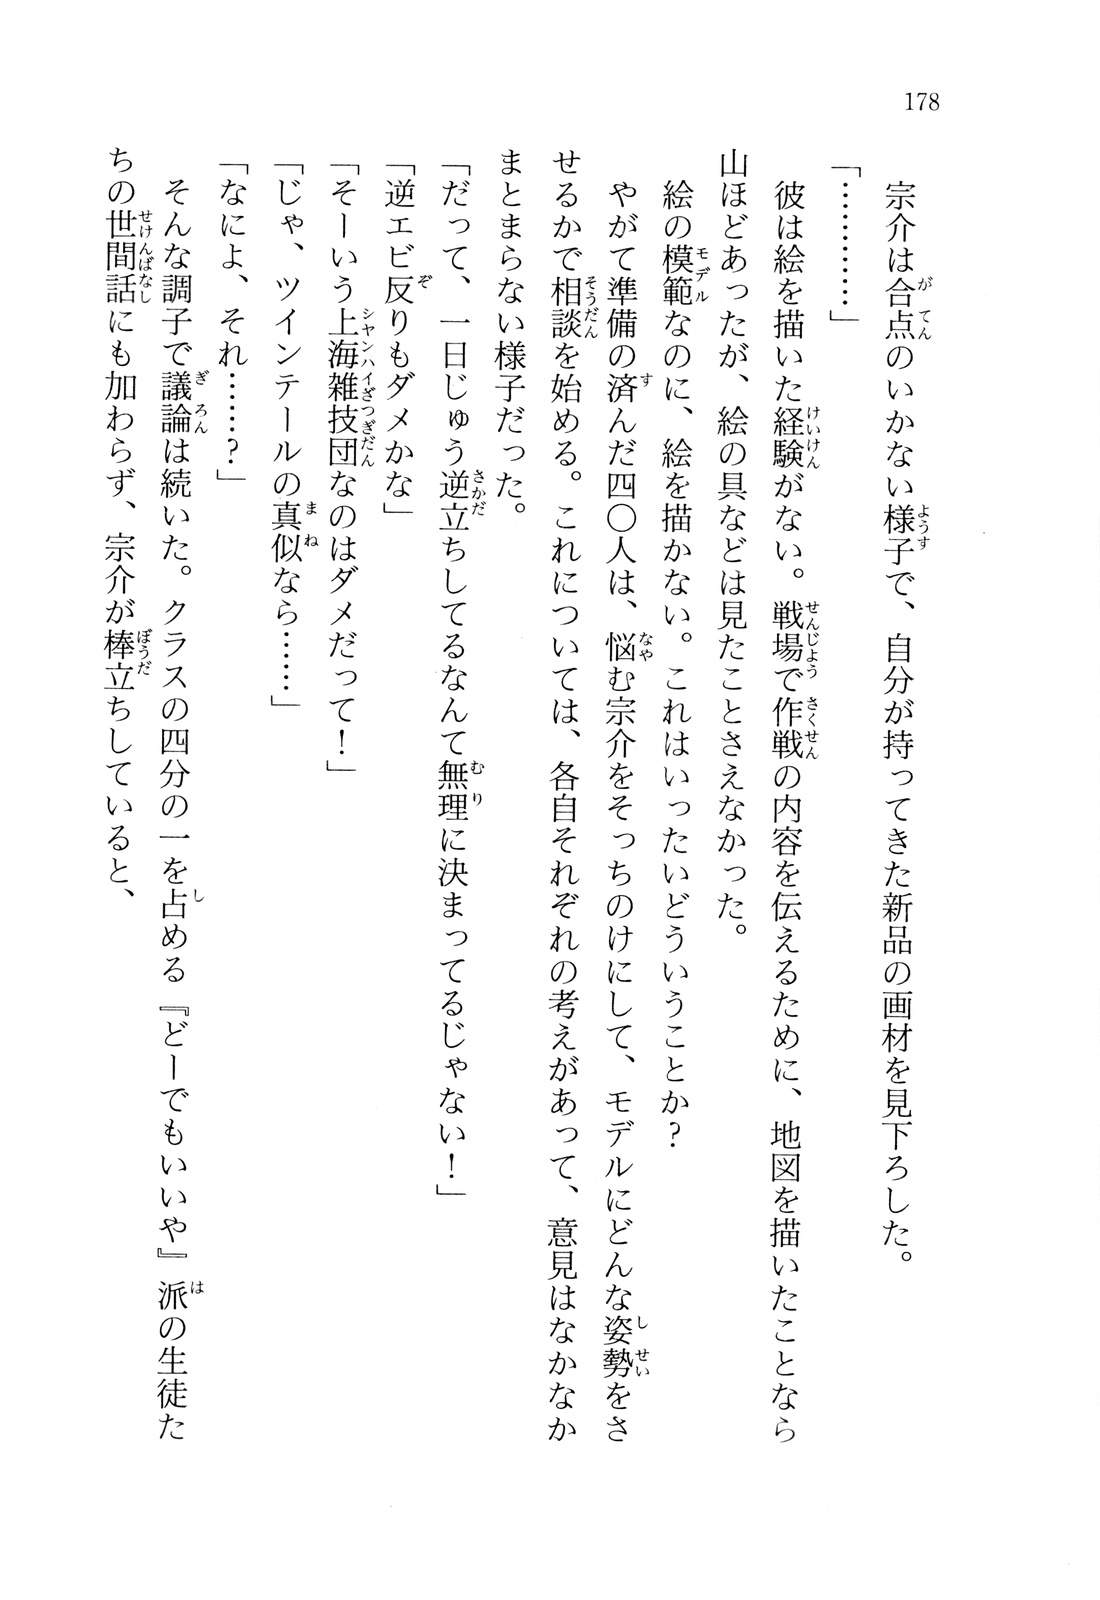 178
宗介は合点のいかない様子で、自分が持ってきた新品の画材を見下ろした。
「…………」
彼は絵を描いた経験がない。戦場で作戦の内容を伝えるために、地図を描いたことなら
山ほどあったが、絵の具などは見たことさえなかった。
絵の模範なのに、絵を描かない。これはいったいどういうことか?
やがて準備の済んだ四〇人は、悩む宗介をそっちのけにして、モデルにどんな姿勢をさ
せるかで相談を始める。これについては、各自それぞれの考えがあって、意見はなかなか
まとまらない様子だった。
「だって、一日じゅう逆立ちしてるなんて無理に決まってるじゃない!」
「逆エビ反りもダメかな」
「そーいう上海雑技団なのはダメだって!」
「じゃ、ツインテールの真似なら……」
「なによ、それ……?」
そんな調子で議論は続いた。クラスの四分の一を占める『どーでもいいや』派の生徒た
ちの世間話にも加わらず、宗介が棒立ちしていると、